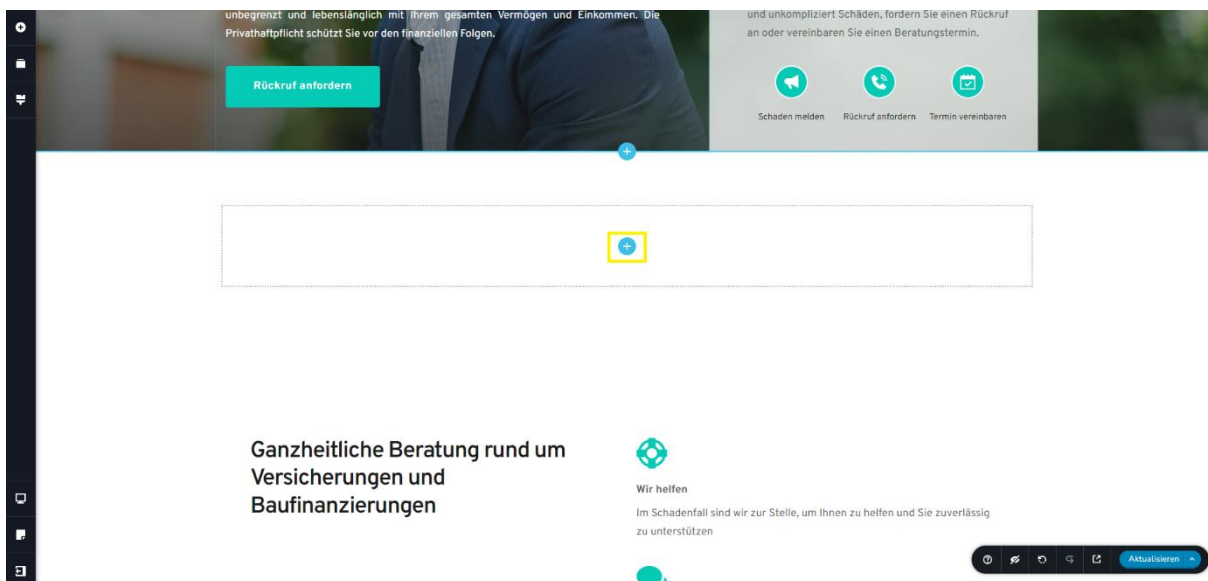 unbegrenzt und lebenslänglich mit Ihrem gesamten Vermögen und Einkommen. Die
Privathaftpflicht schützt Sie vor den finanziellen Folgen.
Rückruf anfordern
und unkompliziert Schäden, fordern Sie einen Rückruf
an oder vereinbaren Sie einen Beratungstermin.
Schaden melden
Rückruf anfordern
Termin vereinbaren
Ganzheitliche Beratung rund um
Versicherungen und
Baufinanzierungen
Wir helfen
Im Schadenfall sind wir zur Stelle, um Ihnen zu helfen und Sie zuverlässig
zu unterstützen
Aktualisieren